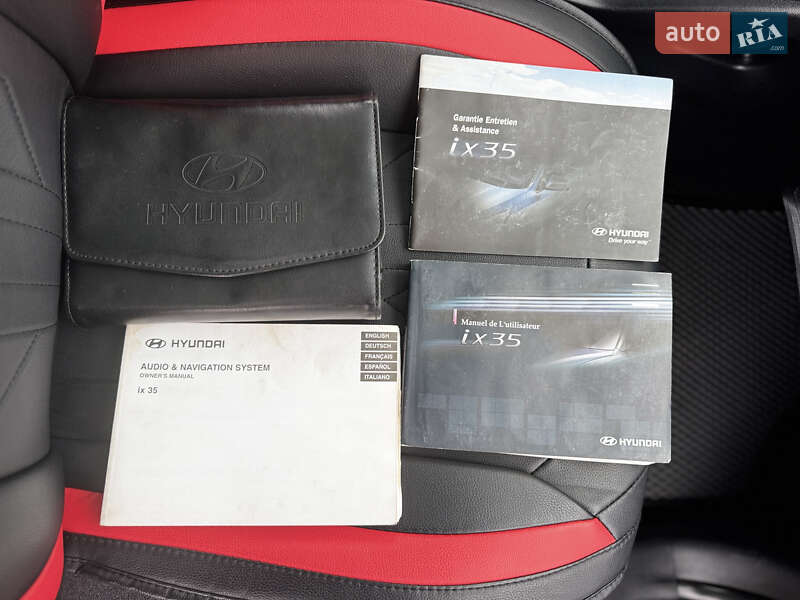 auto RIA .com
Garantie Entretien
& Assistance
ix35
HYUNDAI
Drive your way
HYUNDAI
Manuel de L'utilisateur
ix35
HYUNDAI
HYUNDAI
AUDIO & NAVIGATION SYSTEM
OWNER'S MANUAL
ix 35
ENGLISH
DEUTSCH
FRANÇAIS
ESPAÑOL
ITALIANO